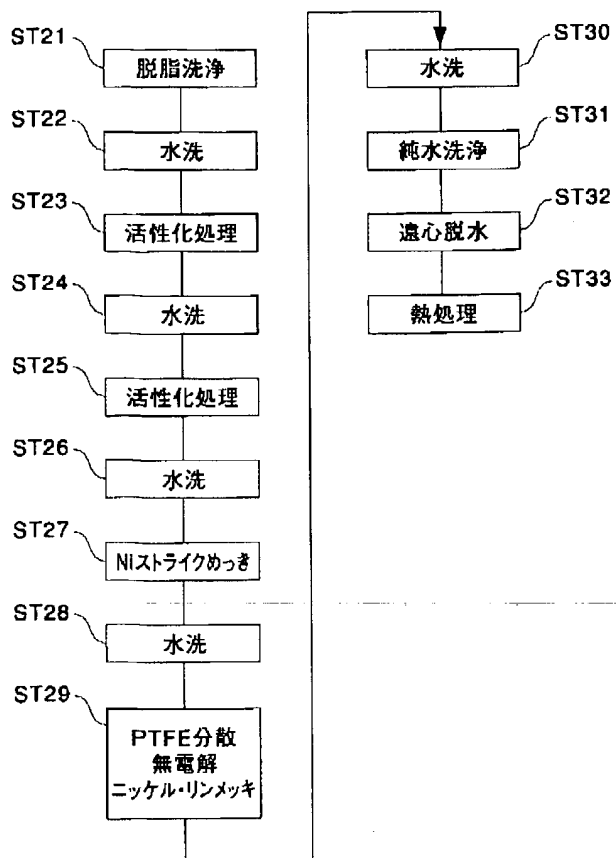 ST21
脱脂洗浄
ST22
水洗
ST23
活性化処理
ST24
水洗
ST25
活性化処理
ST26
水洗
ST27
Niストライクめっき
ST28
水洗
ST29
PTFE分散
無電解
ニッケル・リンメッキ
ST30
水洗
ST31
純水洗浄
ST32
遠心脱水
ST33
熱処理